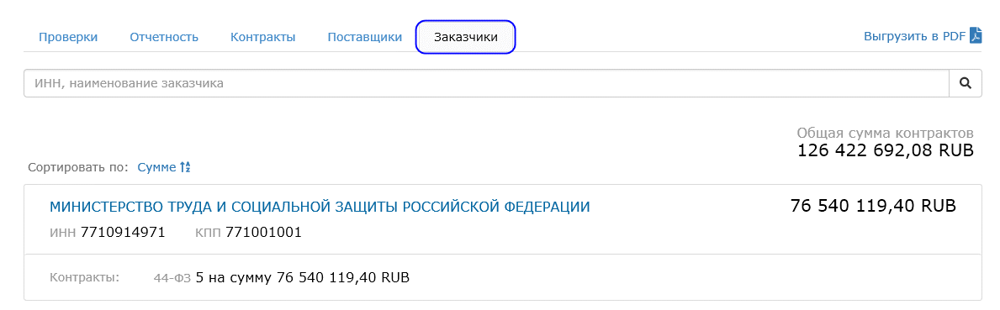 Проверки Отчетность Контракты Поставщики Заказчики Выгрузить в PDF
ИНН, наименование заказчика
Общая сумма контрактов
126 422 692,08 RUB
Сортировать по: Сумме
МИНИСТЕРСТВО ТРУДА И СОЦИАЛЬНОЙ ЗАЩИТЫ РОССИЙСКОЙ ФЕДЕРАЦИИ 76 540 119,40 RUB
ИНН 7710914971 КПП 771001001
Контракты: 44-ФЗ 5 на сумму 76 540 119,40 RUB